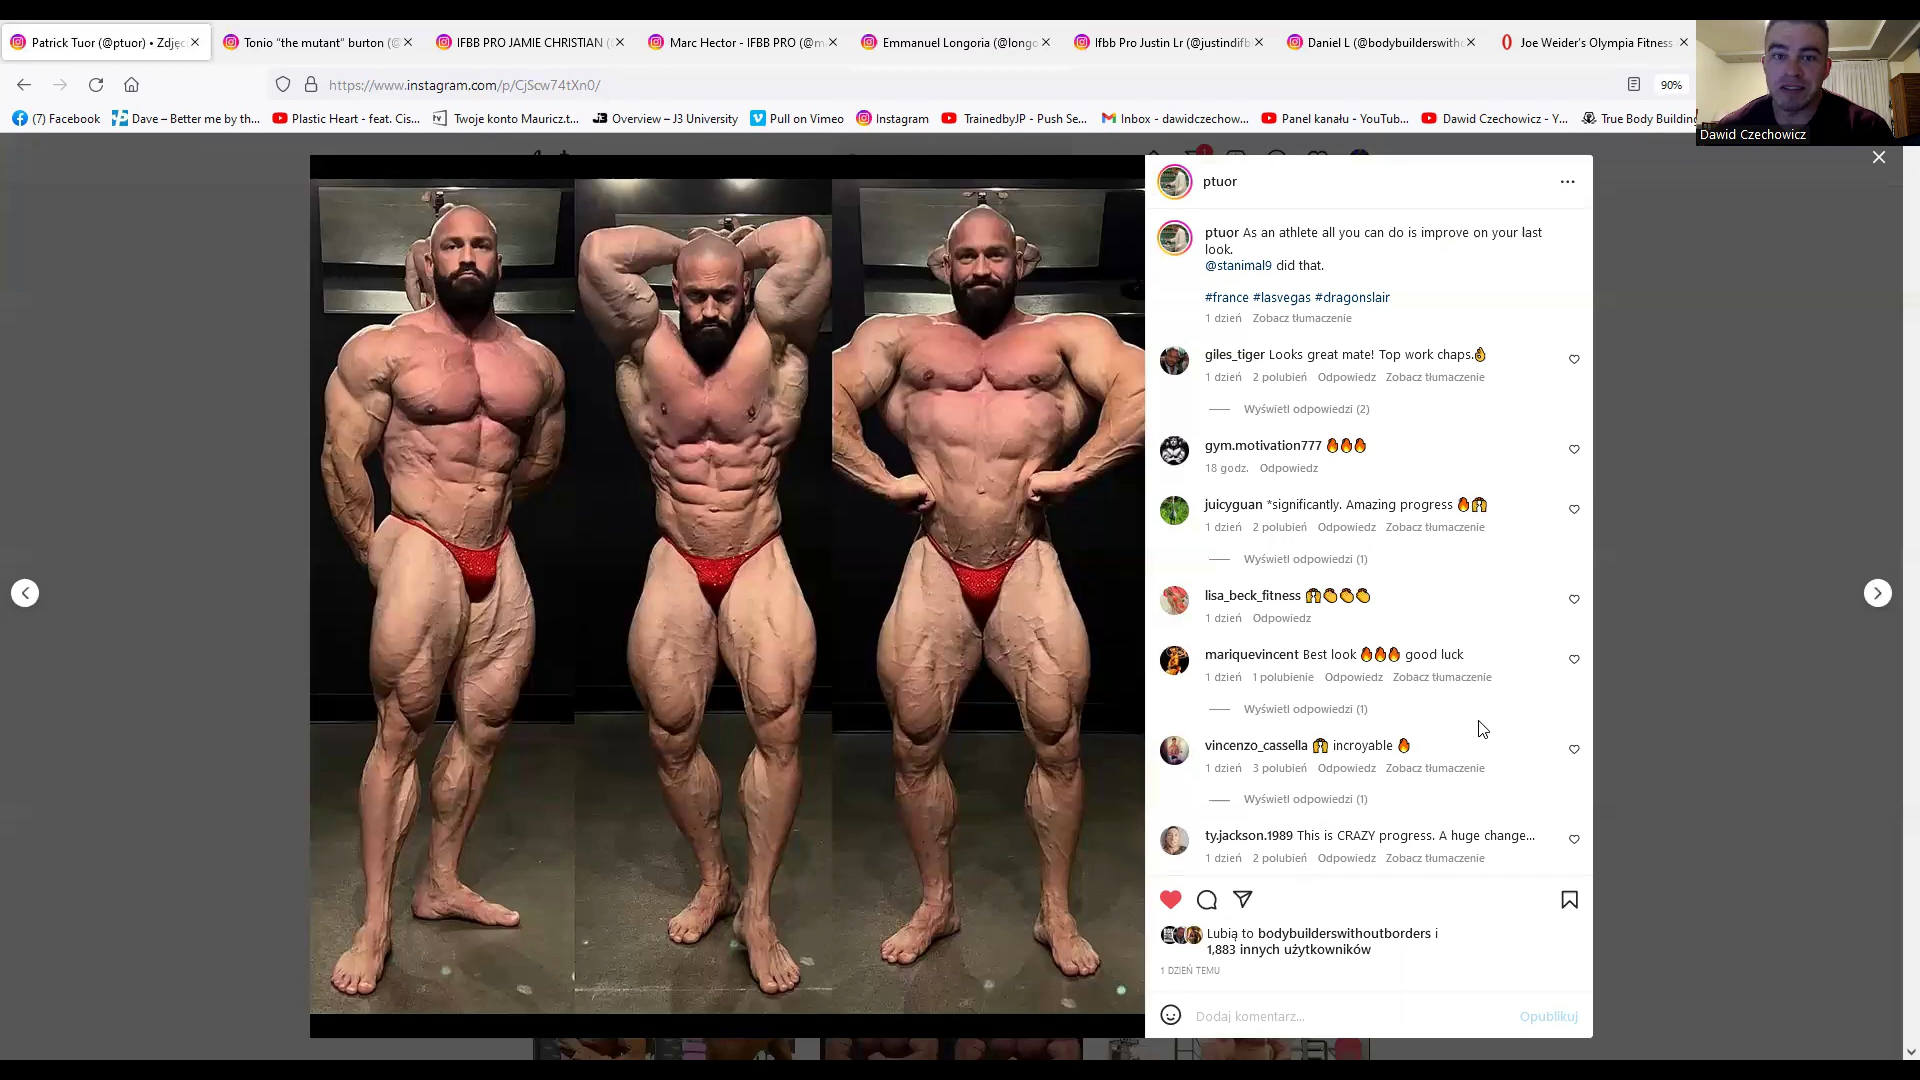 Patrick Tuor (@ptuor) • Zdjęc
Tonio “the mutant” burton (@
IFBB PRO JAMIE CHRISTIAN (
Marc Hector - IFBB PRO (@m
Emmanuel Longoria (@longo
Ifbb Pro Justin Lr (@justindifb
Daniel L (@bodybuilderswitho
Joe Weider's Olympia Fitness
https://www.instagram.com/p/CjScw74tXn0/
90%
(7) Facebook
Dave – Better me by th...
Plastic Heart - feat. Cis...
Twoje konto Mauricz.t...
Overview – J3 University
Pull on Vimeo
Instagram
TrainedbyJP - Push Se...
Inbox - dawidczechow...
Panel kanału - YouTub...
Dawid Czechowicz - Y...
True Body Building
Dawid Czechowicz
ptuor
ptuor As an athlete all you can do is improve on your last
look.
@stanimal9 did that.
#france #lasvegas #dragonslair
1 dzień Zobacz tłumaczenie
giles_tiger Looks great mate! Top work chaps.👌
1 dzień 2 polubień Odpowiedz Zobacz tłumaczenie
Wyświetl odpowiedzi (2)
gym.motivation777 🔥🔥🔥
18 godz. Odpowiedz
juicyguan *significantly. Amazing progress 🔥🙌
1 dzień 2 polubień Odpowiedz Zobacz tłumaczenie
Wyświetl odpowiedzi (1)
lisa_beck_fitness 🙌👏👏👏
1 dzień Odpowiedz
mariquevincent Best look 🔥🔥🔥 good luck
1 dzień 1 polubienie Odpowiedz Zobacz tłumaczenie
Wyświetl odpowiedzi (1)
vincenzo_cassella 🙌 incroyable 🔥
1 dzień 3 polubień Odpowiedz Zobacz tłumaczenie
Wyświetl odpowiedzi (1)
ty.jackson.1989 This is CRAZY progress. A huge change...
1 dzień 2 polubień Odpowiedz Zobacz tłumaczenie
Lubią to bodybuilderswithoutborders i
1,883 innych użytkowników
1 DZIEŃ TEMU
Dodaj komentarz...
Opublikuj